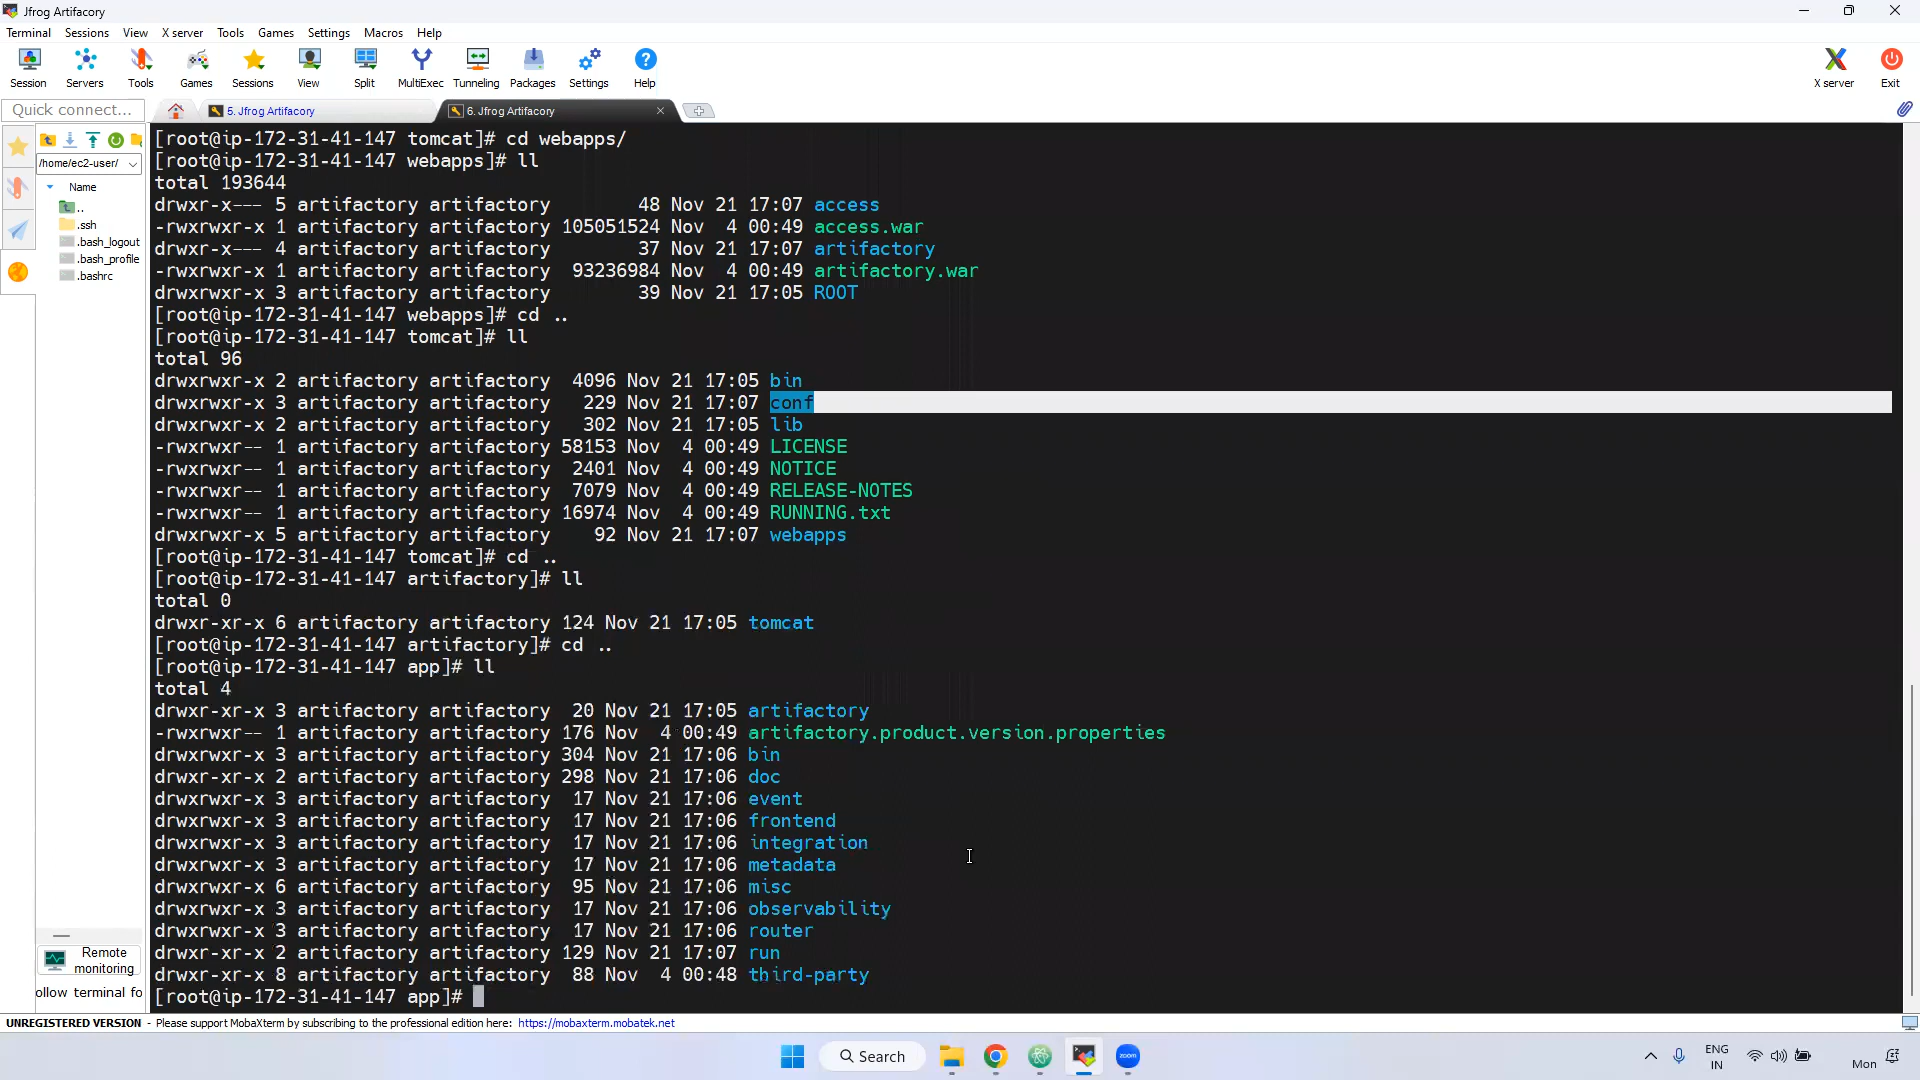 Jfrog Artifacory
Terminal Sessions View X server Tools Games Settings Macros Help
Session Servers Tools Games Sessions View Split MultiExec Tunneling Packages Settings Help X server Exit
Quick connect... 5. Jfrog Artifacory 6. Jfrog Artifacory
/home/ec2-user/
Name
..
.ssh
.bash_logout
.bash_profile
.bashrc
[root@ip-172-31-41-147 tomcat]# cd webapps/
[root@ip-172-31-41-147 webapps]# ll
total 193644
drwxr-x--- 5 artifactory artifactory 48 Nov 21 17:07 access
-rwxrwxr-x 1 artifactory artifactory 105051524 Nov 4 00:49 access.war
drwxr-x--- 4 artifactory artifactory 37 Nov 21 17:07 artifactory
-rwxrwxr-x 1 artifactory artifactory 93236984 Nov 4 00:49 artifactory.war
drwxrwxr-x 3 artifactory artifactory 39 Nov 21 17:05 ROOT
[root@ip-172-31-41-147 webapps]# cd ..
[root@ip-172-31-41-147 tomcat]# ll
total 96
drwxrwxr-x 2 artifactory artifactory 4096 Nov 21 17:05 bin
drwxrwxr-x 3 artifactory artifactory 229 Nov 21 17:07 conf
drwxrwxr-x 2 artifactory artifactory 302 Nov 21 17:05 lib
-rwxrwxr-- 1 artifactory artifactory 58153 Nov 4 00:49 LICENSE
-rwxrwxr-- 1 artifactory artifactory 2401 Nov 4 00:49 NOTICE
-rwxrwxr-- 1 artifactory artifactory 7079 Nov 4 00:49 RELEASE-NOTES
-rwxrwxr-- 1 artifactory artifactory 16974 Nov 4 00:49 RUNNING.txt
drwxrwxr-x 5 artifactory artifactory 92 Nov 21 17:07 webapps
[root@ip-172-31-41-147 tomcat]# cd ..
[root@ip-172-31-41-147 artifactory]# ll
total 0
drwxr-xr-x 6 artifactory artifactory 124 Nov 21 17:05 tomcat
[root@ip-172-31-41-147 artifactory]# cd ..
[root@ip-172-31-41-147 app]# ll
total 4
drwxr-xr-x 3 artifactory artifactory 20 Nov 21 17:05 artifactory
-rwxrwxr-- 1 artifactory artifactory 176 Nov 4 00:49 artifactory.product.version.properties
drwxrwxr-x 3 artifactory artifactory 304 Nov 21 17:06 bin
drwxr-xr-x 2 artifactory artifactory 298 Nov 21 17:06 doc
drwxrwxr-x 3 artifactory artifactory 17 Nov 21 17:06 event
drwxrwxr-x 3 artifactory artifactory 17 Nov 21 17:06 frontend
drwxrwxr-x 3 artifactory artifactory 17 Nov 21 17:06 integration
drwxrwxr-x 3 artifactory artifactory 17 Nov 21 17:06 metadata
drwxrwxr-x 6 artifactory artifactory 95 Nov 21 17:06 misc
drwxrwxr-x 3 artifactory artifactory 17 Nov 21 17:06 observability
drwxrwxr-x 3 artifactory artifactory 17 Nov 21 17:06 router
drwxrwxr-x 2 artifactory artifactory 129 Nov 21 17:07 run
drwxr-xr-x 8 artifactory artifactory 88 Nov 4 00:48 third-party
[root@ip-172-31-41-147 app]#
Remote
monitoring
ollow terminal fo
UNREGISTERED VERSION - Please support MobaXterm by subscribing to the professional edition here: https://mobaxterm.mobatek.net
Search
zoom
ENG
IN
Mon